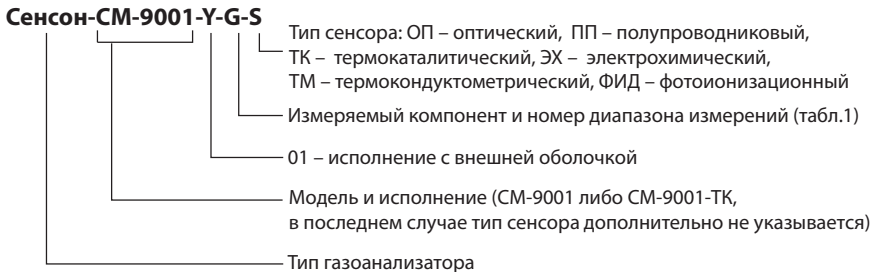 Сенсон-СМ-9001-Y-G-S
Тип сенсора: ОП – оптический, ПП – полупроводниковый,
ТК – термокаталитический, ЭХ – электрохимический,
ТМ – термокондуктометрический, ФИД – фотоионизационный
Измеряемый компонент и номер диапазона измерений (табл.1)
01 – исполнение с внешней оболочкой
Модель и исполнение (СМ-9001 либо СМ-9001-ТК,
в последнем случае тип сенсора дополнительно не указывается)
Тип газоанализатора